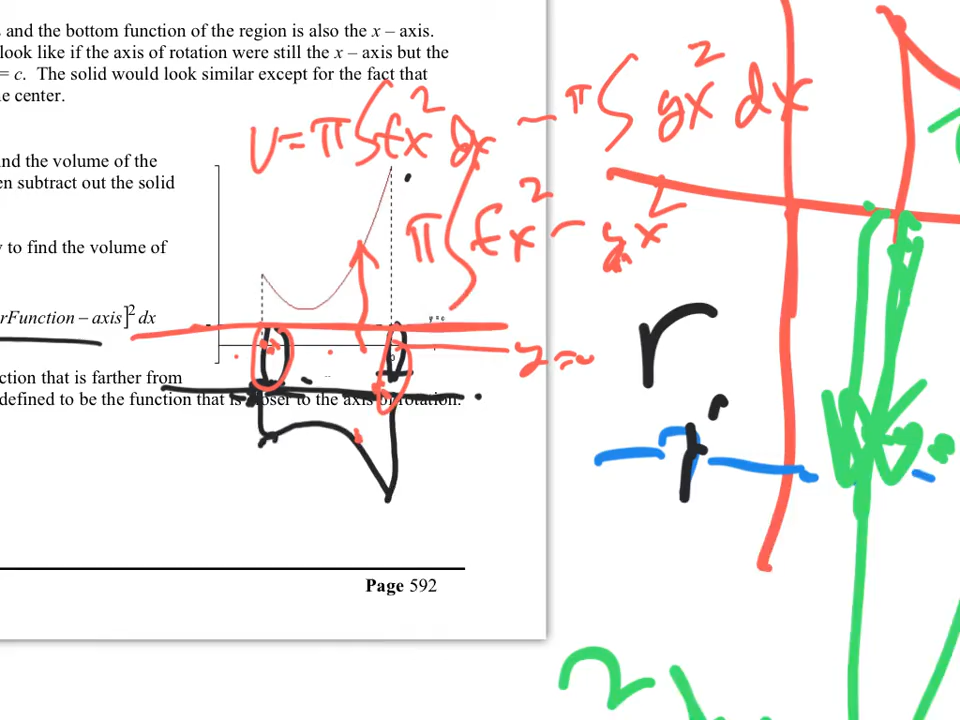 and the bottom function of the region is also the x – axis.
look like if the axis of rotation were still the x – axis but the
= c. The solid would look similar except for the fact that
e center.
V = π∫fx² dx – π∫gx² dx
nd the volume of the
en subtract out the solid
π∫fx² – gx²
y to find the volume of
rFunction – axis]² dx
y = c
y =
r
ction that is farther from
defined to be the function that is closer to the axis of rotation.
r
r
Page 592
2